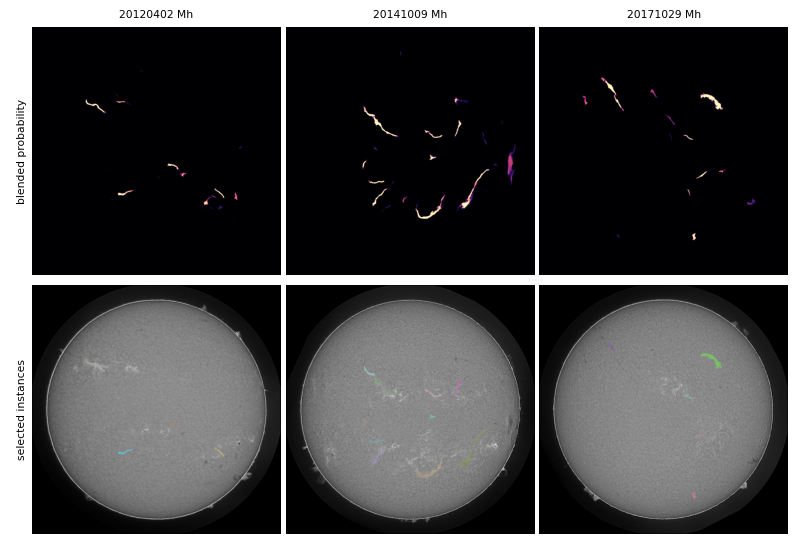 20120402 Mh
20141009 Mh
20171029 Mh
blended probability
selected instances